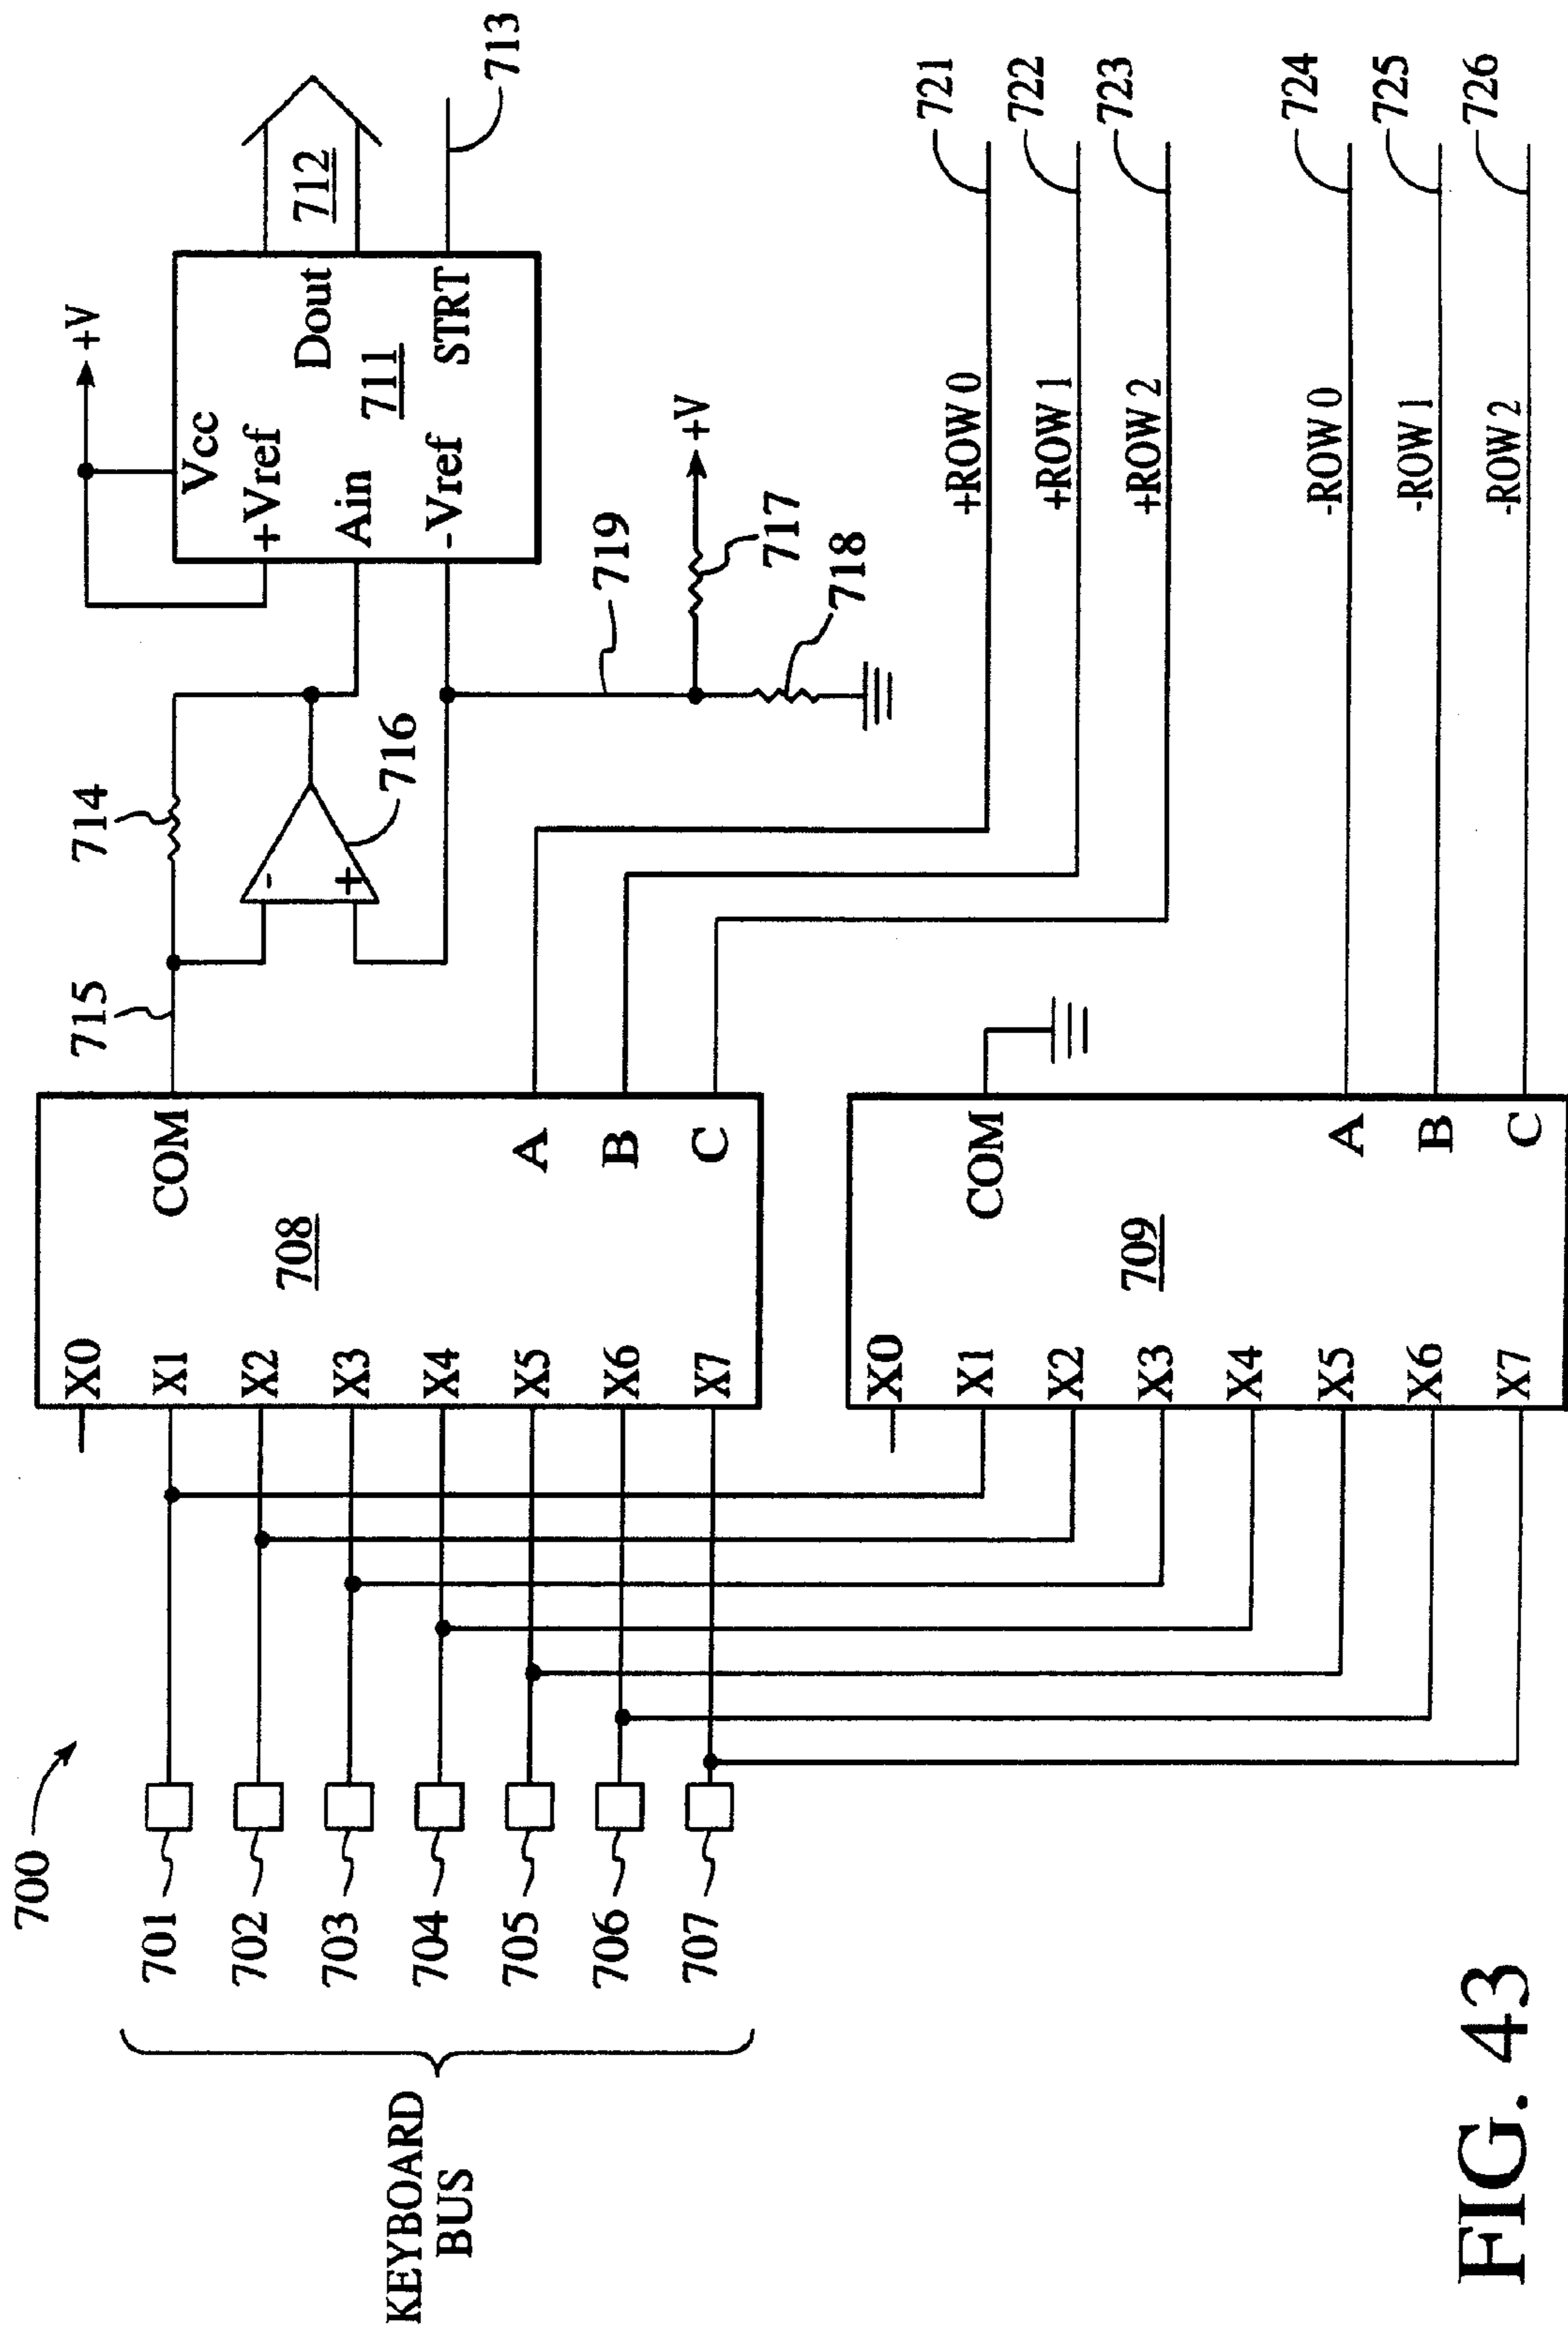 700
KEYBOARD
BUS
701
702
703
704
705
706
707
X0
X1
X2
X3
X4
X5
X6
X7
708
COM
A
B
C
X0
X1
X2
X3
X4
X5
X6
X7
709
COM
A
B
C
715
714
-
+
716
+V
Vcc
+Vref
Ain
-Vref
Dout
711
STRT
712
713
719
+V
717
718
+ROW 0
721
+ROW 1
722
+ROW 2
723
-ROW 0
724
-ROW 1
725
-ROW 2
726
FIG. 43